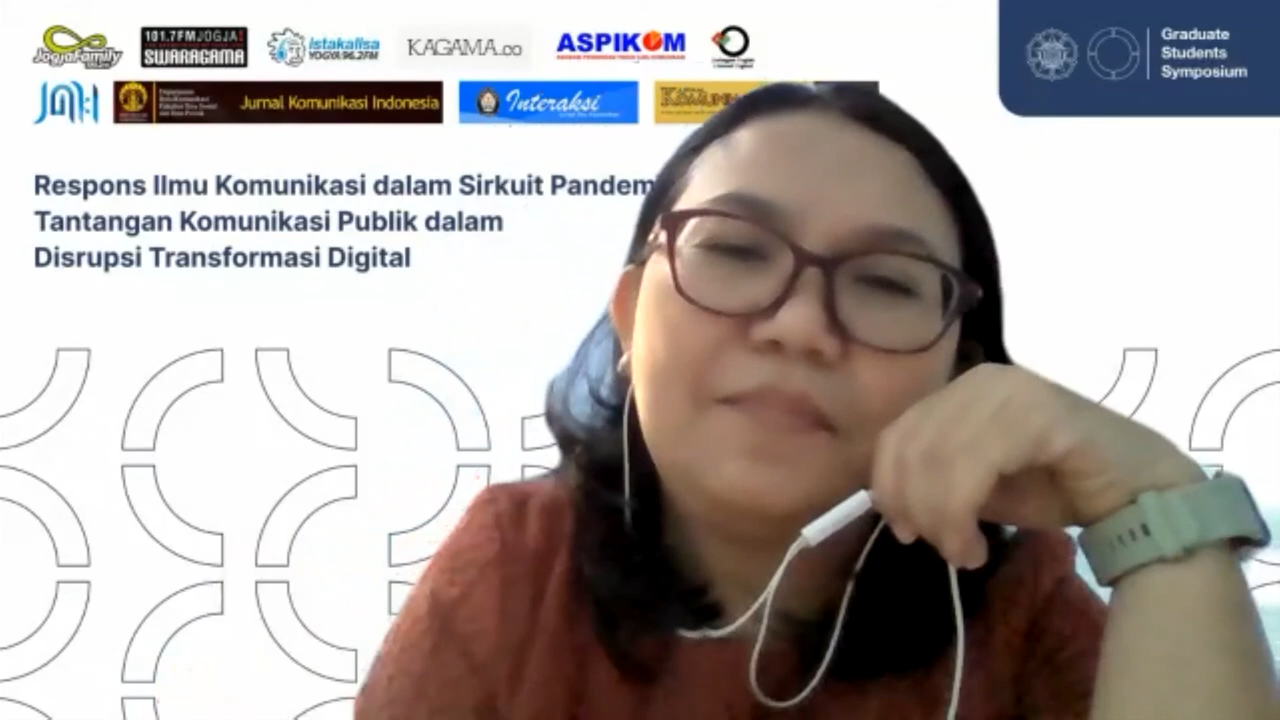 JogjaFamily
101.7FM JOGJA
SWARAGAMA
istakalisa
YOGYA 96.2FM
KAGAMA.co
ASPIKOM
Graduate
Students
Symposium
Jurnal Komunikasi Indonesia
Interaksi
Respons Ilmu Komunikasi dalam Sirkuit Pandem
Tantangan Komunikasi Publik dalam
Disrupsi Transformasi Digital